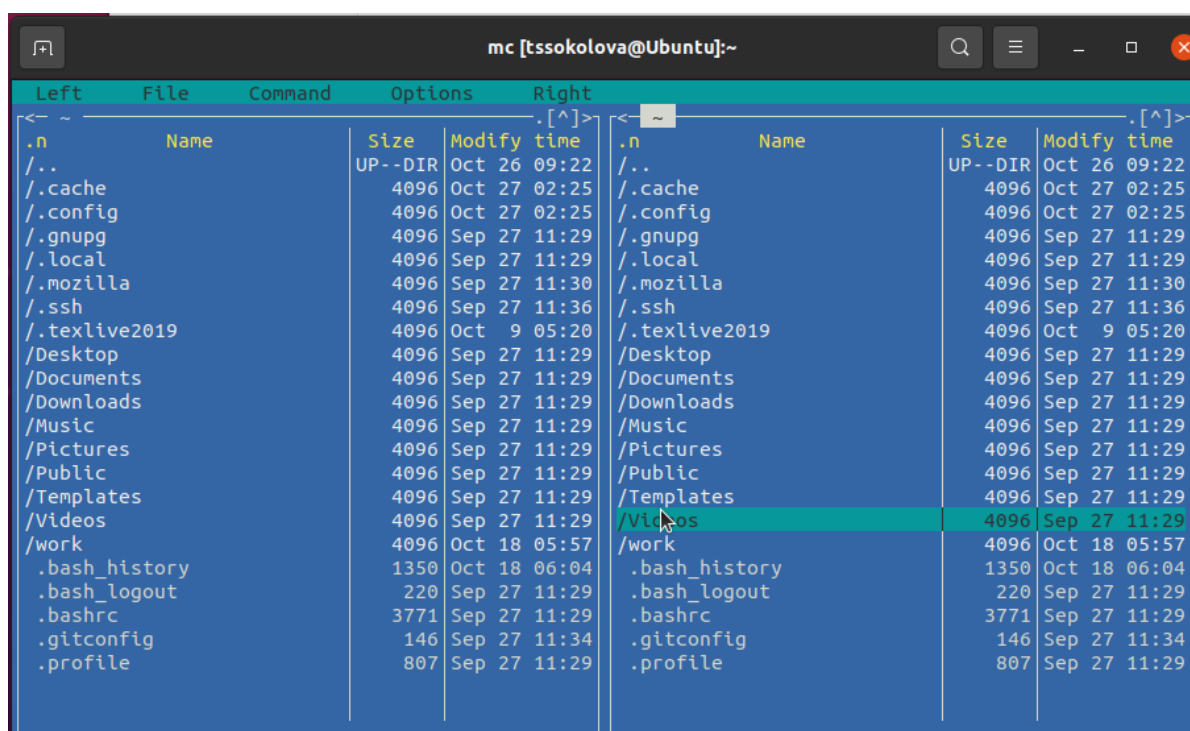 mc [tssokolova@Ubuntu]:~
Left File Command Options Right
<─ ~ ─.[^]>
.n Name Size Modify time
/.. UP--DIR Oct 26 09:22
/.cache 4096 Oct 27 02:25
/.config 4096 Oct 27 02:25
/.gnupg 4096 Sep 27 11:29
/.local 4096 Sep 27 11:29
/.mozilla 4096 Sep 27 11:30
/.ssh 4096 Sep 27 11:36
/.texlive2019 4096 Oct 9 05:20
/Desktop 4096 Sep 27 11:29
/Documents 4096 Sep 27 11:29
/Downloads 4096 Sep 27 11:29
/Music 4096 Sep 27 11:29
/Pictures 4096 Sep 27 11:29
/Public 4096 Sep 27 11:29
/Templates 4096 Sep 27 11:29
/Videos 4096 Sep 27 11:29
/work 4096 Oct 18 05:57
.bash_history 1350 Oct 18 06:04
.bash_logout 220 Sep 27 11:29
.bashrc 3771 Sep 27 11:29
.gitconfig 146 Sep 27 11:34
.profile 807 Sep 27 11:29
<─ ~ ─.[^]>
.n Name Size Modify time
/.. UP--DIR Oct 26 09:22
/.cache 4096 Oct 27 02:25
/.config 4096 Oct 27 02:25
/.gnupg 4096 Sep 27 11:29
/.local 4096 Sep 27 11:29
/.mozilla 4096 Sep 27 11:30
/.ssh 4096 Sep 27 11:36
/.texlive2019 4096 Oct 9 05:20
/Desktop 4096 Sep 27 11:29
/Documents 4096 Sep 27 11:29
/Downloads 4096 Sep 27 11:29
/Music 4096 Sep 27 11:29
/Pictures 4096 Sep 27 11:29
/Public 4096 Sep 27 11:29
/Templates 4096 Sep 27 11:29
/Videos 4096 Sep 27 11:29
/work 4096 Oct 18 05:57
.bash_history 1350 Oct 18 06:04
.bash_logout 220 Sep 27 11:29
.bashrc 3771 Sep 27 11:29
.gitconfig 146 Sep 27 11:34
.profile 807 Sep 27 11:29